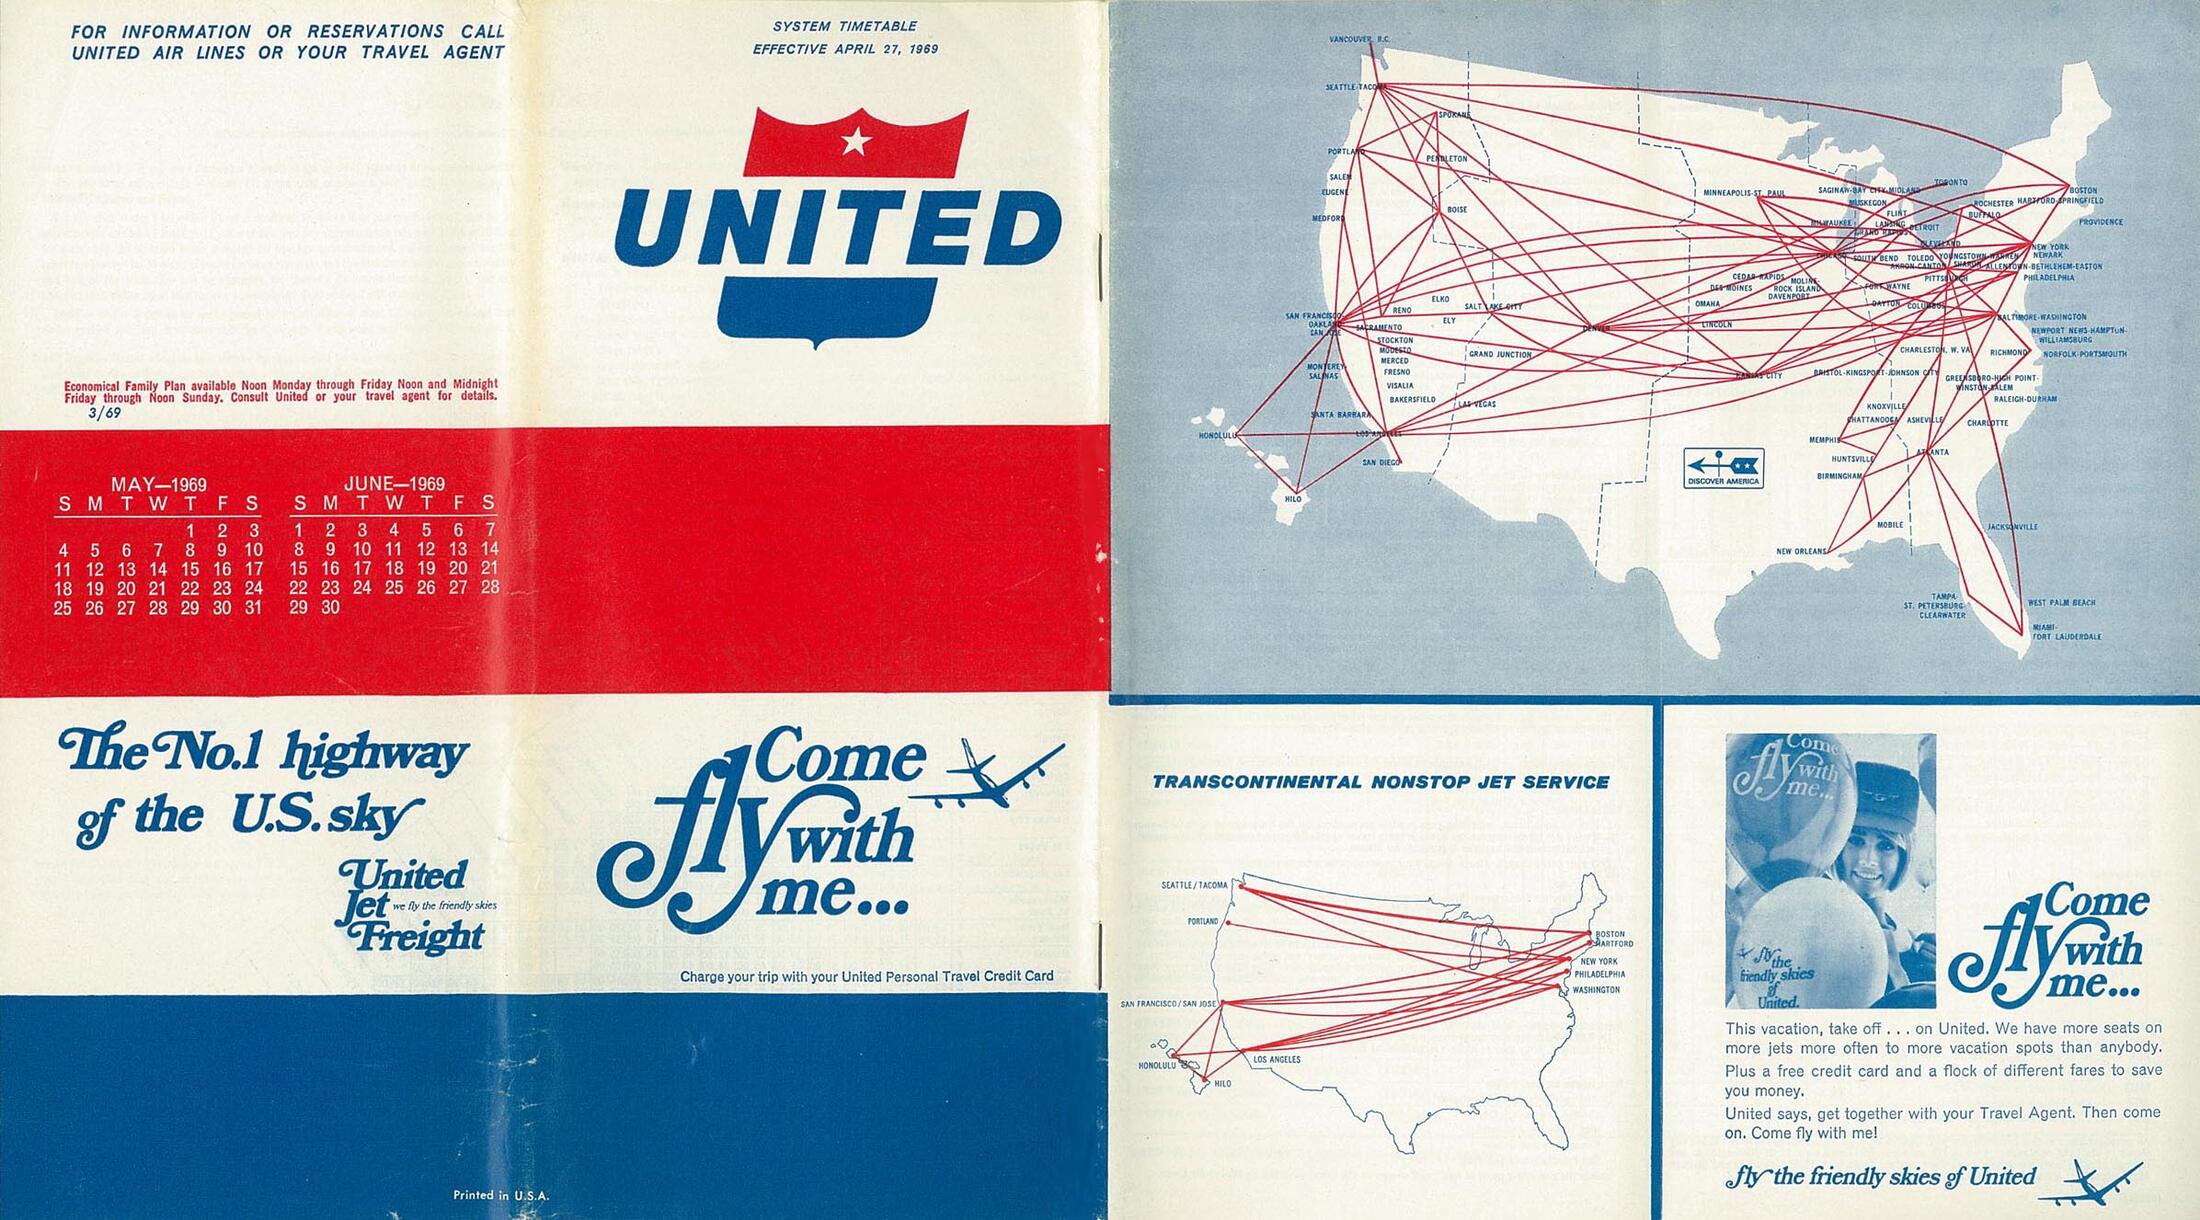 FOR INFORMATION OR RESERVATIONS CALL
UNITED AIR LINES OR YOUR TRAVEL AGENT
Economical Family Plan available Noon Monday through Friday Noon and Midnight
Friday through Noon Sunday. Consult United or your travel agent for details.
3/69
MAY—1969
S M T W T F S
1 2 3
4 5 6 7 8 9 10
11 12 13 14 15 16 17
18 19 20 21 22 23 24
25 26 27 28 29 30 31
JUNE—1969
S M T W T F S
1 2 3 4 5 6 7
8 9 10 11 12 13 14
15 16 17 18 19 20 21
22 23 24 25 26 27 28
29 30
The No.1 highway
of the U.S. sky
United
Jet we fly the friendly skies
Freight
Printed in U.S.A.
SYSTEM TIMETABLE
EFFECTIVE APRIL 27, 1969
UNITED
Come
fly with
me...
Charge your trip with your United Personal Travel Credit Card
VANCOUVER, B.C.
SEATTLE-TACOMA
SPOKANE
PORTLAND
PENDLETON
SALEM
EUGENE
BOISE
MEDFORD
MINNEAPOLIS-ST. PAUL
SAGINAW-BAY CITY-MIDLAND
TORONTO
BOSTON
MUSKEGON
ROCHESTER
HARTFORD-SPRINGFIELD
FLINT
BUFFALO
PROVIDENCE
MILWAUKEE
LANSING
DETROIT
GRAND RAPIDS
CLEVELAND
NEW YORK
NEWARK
CHICAGO
SOUTH BEND
TOLEDO
YOUNGSTOWN-WARREN
AKRON-CANTON
SHARON
ALLENTOWN-BETHLEHEM-EASTON
PITTSBURGH
PHILADELPHIA
CEDAR RAPIDS
MOLINE-
ROCK ISLAND
DAVENPORT
DES MOINES
FORT WAYNE
ELKO
RENO
SALT LAKE CITY
OMAHA
DAYTON
COLUMBUS
SAN FRANCISCO
OAKLAND
SAN JOSE
SACRAMENTO
ELY
DENVER
LINCOLN
BALTIMORE-WASHINGTON
STOCKTON
MODESTO
MERCED
FRESNO
VISALIA
BAKERSFIELD
GRAND JUNCTION
NEWPORT NEWS-HAMPTON-
WILLIAMSBURG
CHARLESTON, W. VA.
RICHMOND
NORFOLK-PORTSMOUTH
MONTEREY-
SALINAS
KANSAS CITY
BRISTOL-KINGSPORT-JOHNSON CITY
GREENSBORO-HIGH POINT-
WINSTON-SALEM
RALEIGH-DURHAM
SANTA BARBARA
LAS VEGAS
KNOXVILLE
CHATTANOOGA
ASHEVILLE
CHARLOTTE
HONOLULU
LOS ANGELES
MEMPHIS
SAN DIEGO
HUNTSVILLE
ATLANTA
BIRMINGHAM
DISCOVER AMERICA
HILO
MOBILE
JACKSONVILLE
NEW ORLEANS
TAMPA-
ST. PETERSBURG-
CLEARWATER
WEST PALM BEACH
MIAMI-
FORT LAUDERDALE
TRANSCONTINENTAL NONSTOP JET SERVICE
SEATTLE/TACOMA
PORTLAND
BOSTON
HARTFORD
NEW YORK
PHILADELPHIA
WASHINGTON
SAN FRANCISCO/SAN JOSE
LOS ANGELES
HONOLULU
HILO
Come
fly with
me...
fly
the
friendly skies
of
United.
Come
fly with
me...
This vacation, take off . . . on United. We have more seats on
more jets more often to more vacation spots than anybody.
Plus a free credit card and a flock of different fares to save
you money.
United says, get together with your Travel Agent. Then come
on. Come fly with me!
fly the friendly skies of United